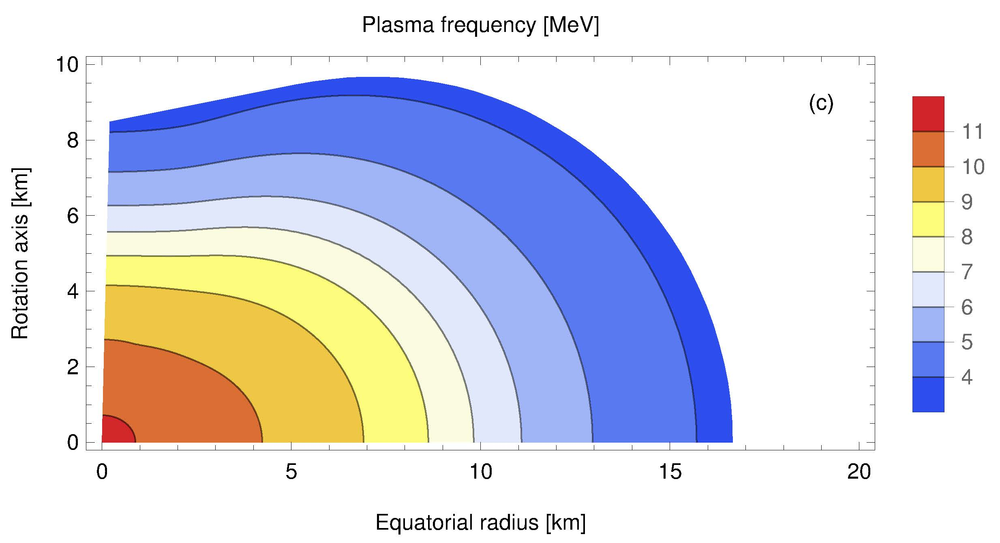 Plasma frequency [MeV]
10
8
6
4
2
0
Rotation axis [km]
(c)
0 5 10 15 20
Equatorial radius [km]
11
10
9
8
7
6
5
4